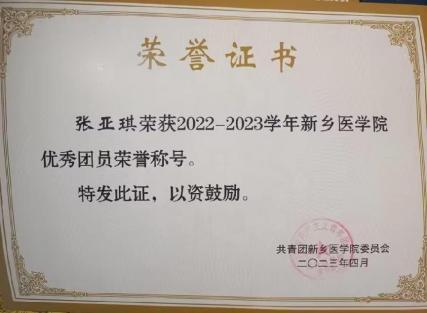 荣誉证书
张亚琪荣获2022-2023学年新乡医学院
优秀团员荣誉称号。
特发此证，以资鼓励。
共青团新乡医学院委员会
二〇二三年四月